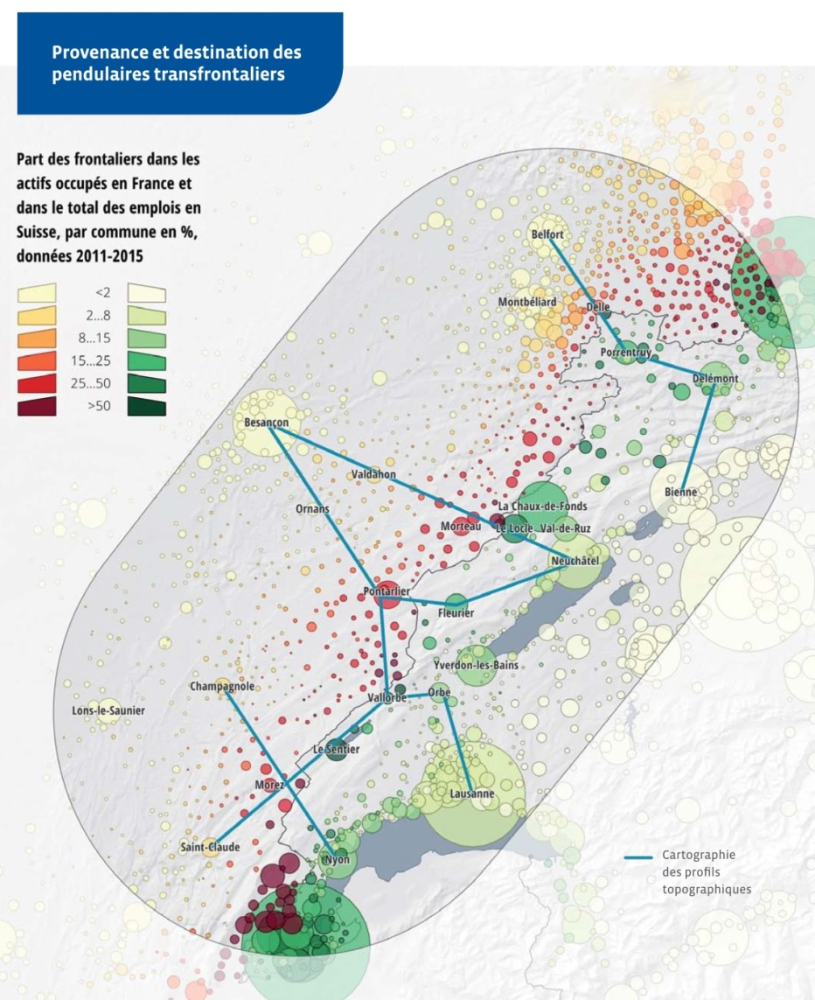 Provenance et destination des
pendulaires transfrontaliers
Part des frontaliers dans les
actifs occupés en France et
dans le total des emplois en
Suisse, par commune en %,
données 2011-2015
<2
2...8
8...15
15...25
25...50
>50
Belfort
Montbéliard
Delle
Porrentruy
Delémont
Besançon
Valdahon
Bienne
Ornans
La Chaux-de-Fonds
Morteau
Le Locle
Val-de-Ruz
Neuchâtel
Pontarlier
Fleurier
Yverdon-les-Bains
Champagnole
Vallorbe
Orbe
Lons-le-Saunier
Le Sentier
Morez
Lausanne
Saint-Claude
Nyon
Cartographie
des profils
topographiques